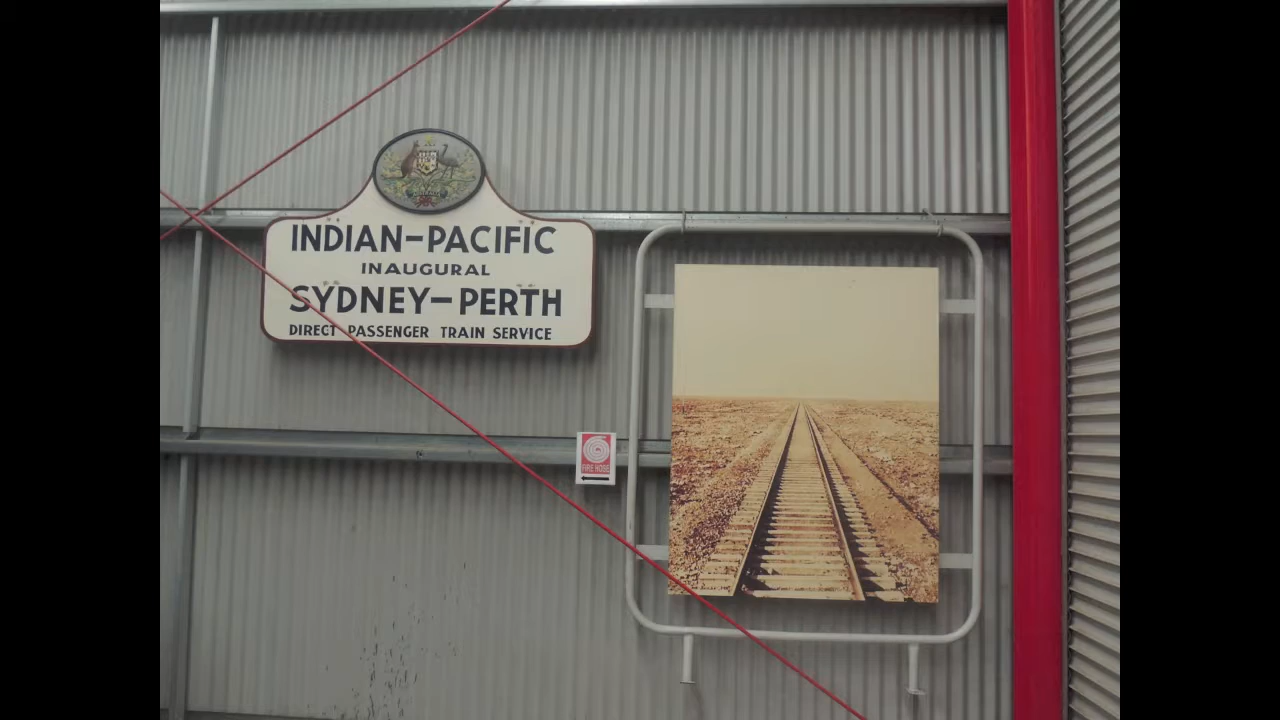 INDIAN-PACIFIC
INAUGURAL
SYDNEY-PERTH
DIRECT PASSENGER TRAIN SERVICE
FIRE HOSE